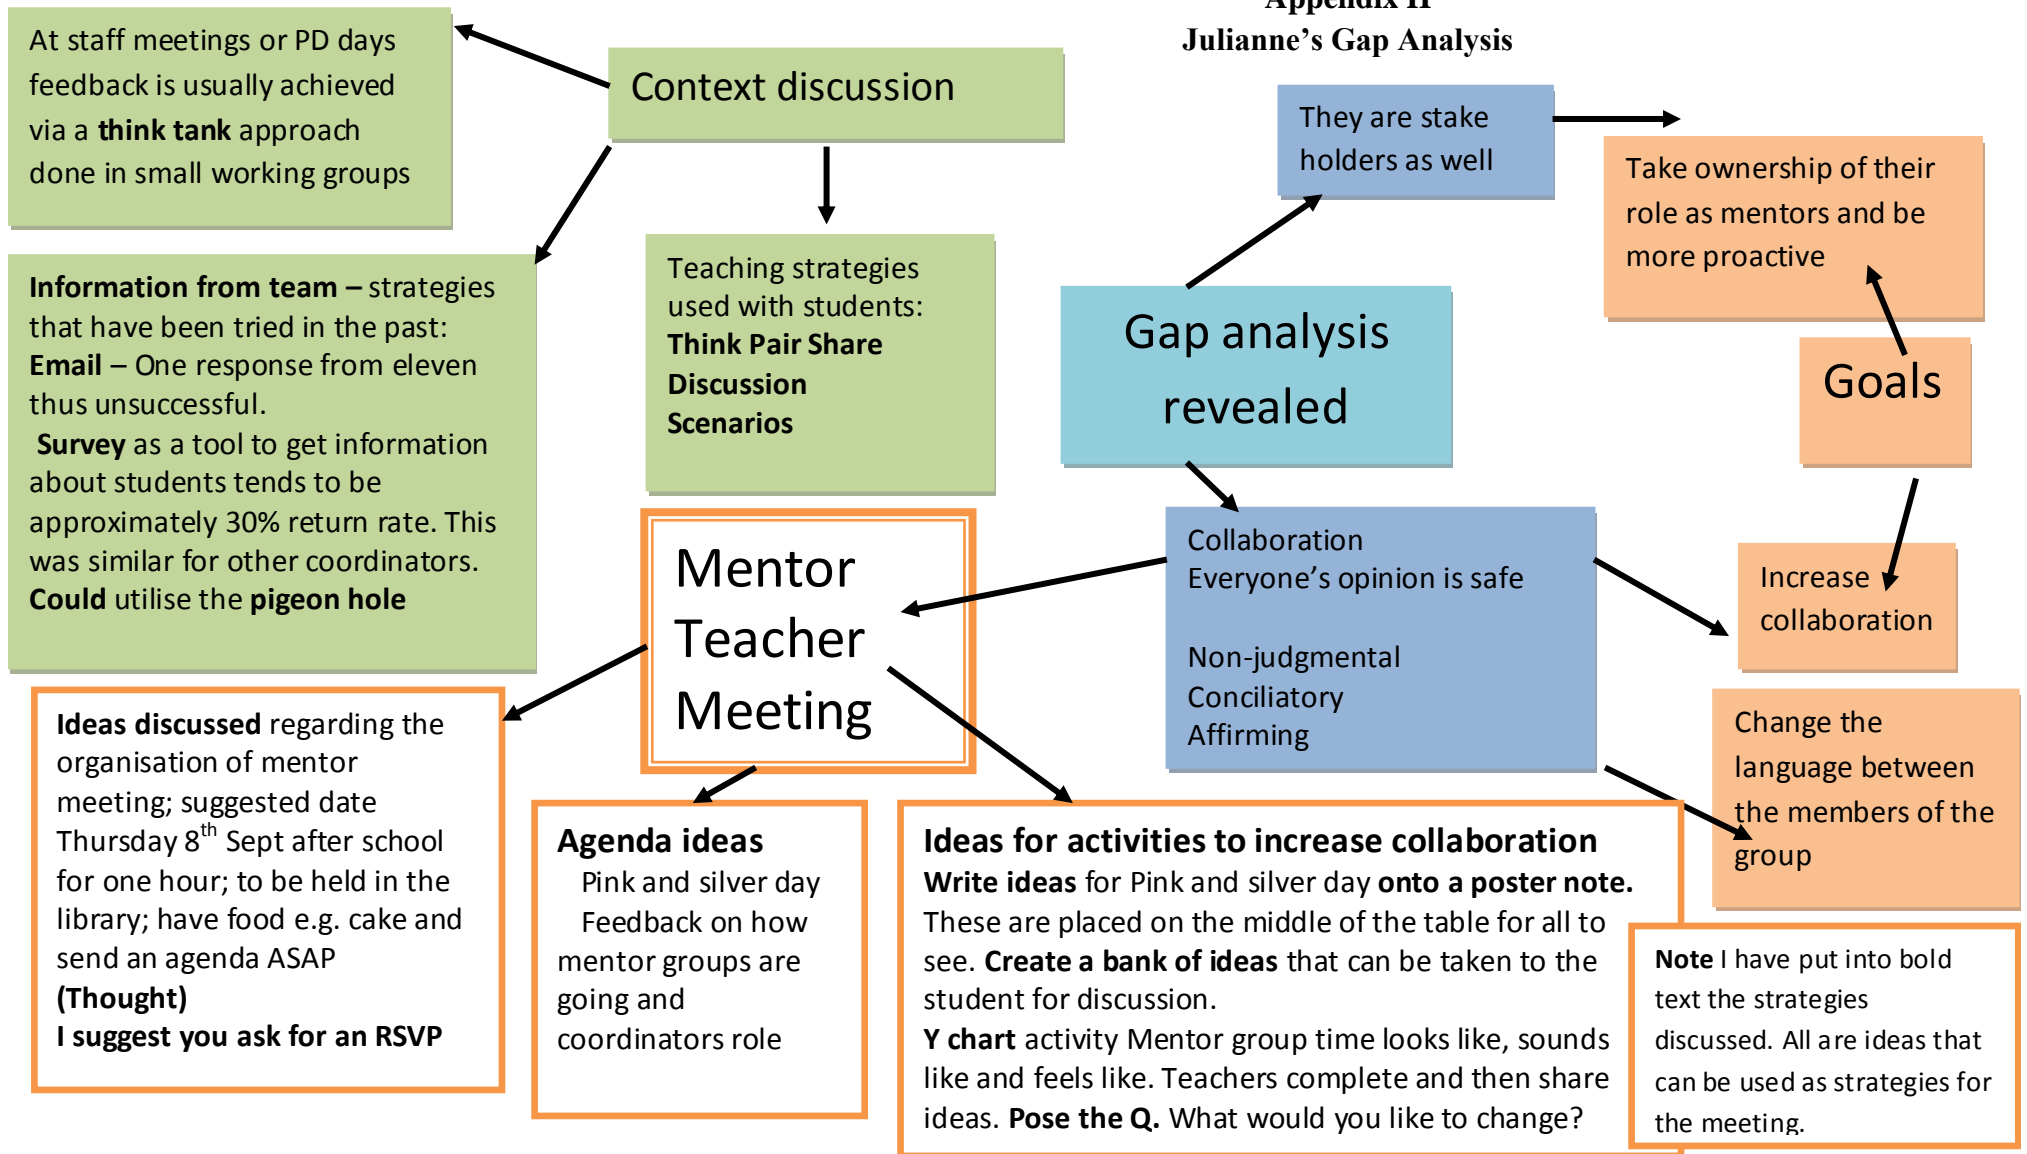 Appendix II
Julianne's Gap Analysis
At staff meetings or PD days
feedback is usually achieved
via a think tank approach
done in small working groups
Context discussion
They are stake
holders as well
Take ownership of their
role as mentors and be
more proactive
Information from team – strategies
that have been tried in the past:
Email – One response from eleven
thus unsuccessful.
Survey as a tool to get information
about students tends to be
approximately 30% return rate. This
was similar for other coordinators.
Could utilise the pigeon hole
Teaching strategies
used with students:
Think Pair Share
Discussion
Scenarios
Gap analysis
revealed
Goals
Mentor
Teacher
Meeting
Collaboration
Everyone's opinion is safe
Non-judgmental
Conciliatory
Affirming
Increase
collaboration
Change the
language between
the members of the
group
Ideas discussed regarding the
organisation of mentor
meeting; suggested date
Thursday 8th Sept after school
for one hour; to be held in the
library; have food e.g. cake and
send an agenda ASAP
(Thought)
I suggest you ask for an RSVP
Agenda ideas
Pink and silver day
Feedback on how
mentor groups are
going and
coordinators role
Ideas for activities to increase collaboration
Write ideas for Pink and silver day onto a poster note.
These are placed on the middle of the table for all to
see. Create a bank of ideas that can be taken to the
student for discussion.
Y chart activity Mentor group time looks like, sounds
like and feels like. Teachers complete and then share
ideas. Pose the Q. What would you like to change?
Note I have put into bold
text the strategies
discussed. All are ideas that
can be used as strategies for
the meeting.